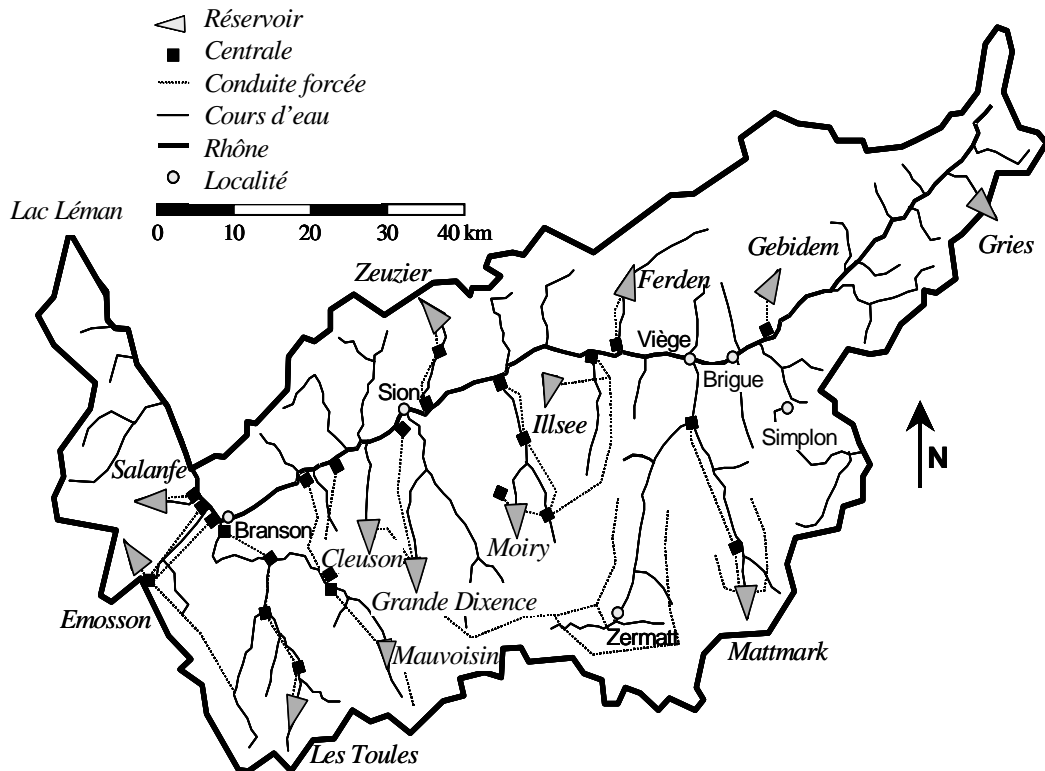 Réservoir
Centrale
Conduite forcée
Cours d'eau
Rhône
Localité
Lac Léman
0 10 20 30 40 km
Zeuzier
Ferden
Gebidem
Gries
Viège
Brigue
Sion
Illsee
Simplon
N
Salanfe
Branson
Cleuson
Moiry
Grande Dixence
Emosson
Zermatt
Mauvoisin
Mattmark
Les Toules